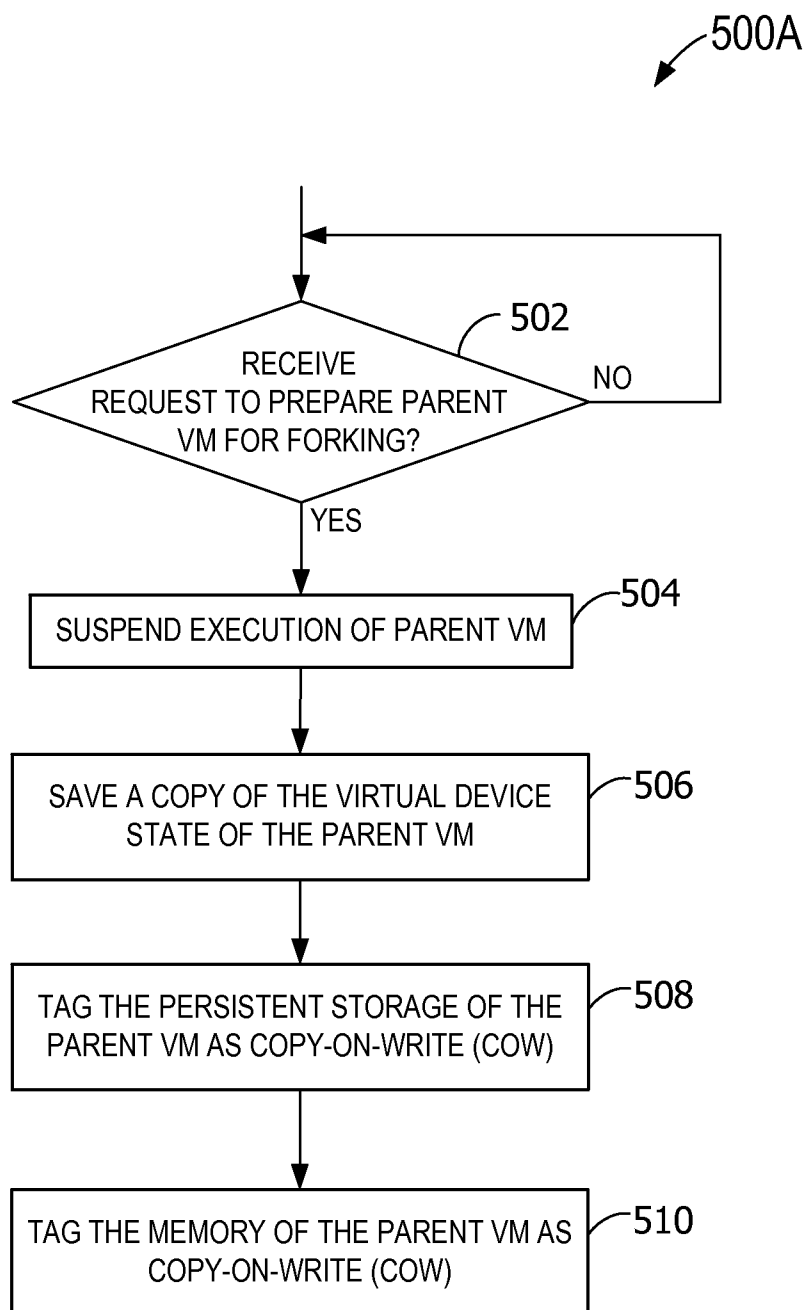 500A
502
RECEIVE
REQUEST TO PREPARE PARENT
VM FOR FORKING?
NO
YES
504
SUSPEND EXECUTION OF PARENT VM
506
SAVE A COPY OF THE VIRTUAL DEVICE
STATE OF THE PARENT VM
508
TAG THE PERSISTENT STORAGE OF THE
PARENT VM AS COPY-ON-WRITE (COW)
510
TAG THE MEMORY OF THE PARENT VM AS
COPY-ON-WRITE (COW)